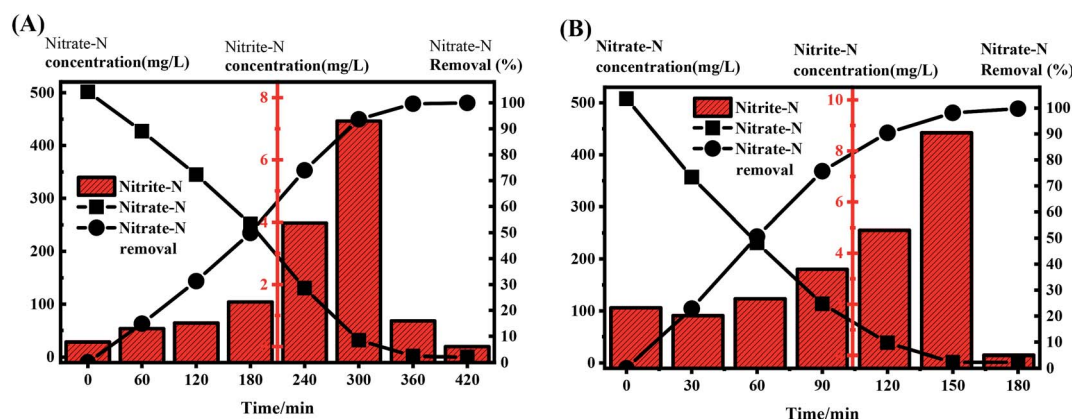 (A)
Nitrate-N
concentration(mg/L)
Nitrite-N
concentration(mg/L)
Nitrate-N
Removal (%)
500
400
300
200
100
0
8
6
4
2
0
100
90
80
70
60
50
40
30
20
10
0
Nitrite-N
Nitrate-N
Nitrate-N
removal
0 60 120 180 240 300 360 420
Time/min
(B)
Nitrate-N
concentration(mg/L)
Nitrite-N
concentration(mg/L)
Nitrate-N
Removal (%)
500
400
300
200
100
0
10
8
6
4
2
100
90
80
70
60
50
40
30
20
10
0
Nitrite-N
Nitrate-N
Nitrate-N
removal
0 30 60 90 120 150 180
Time/min